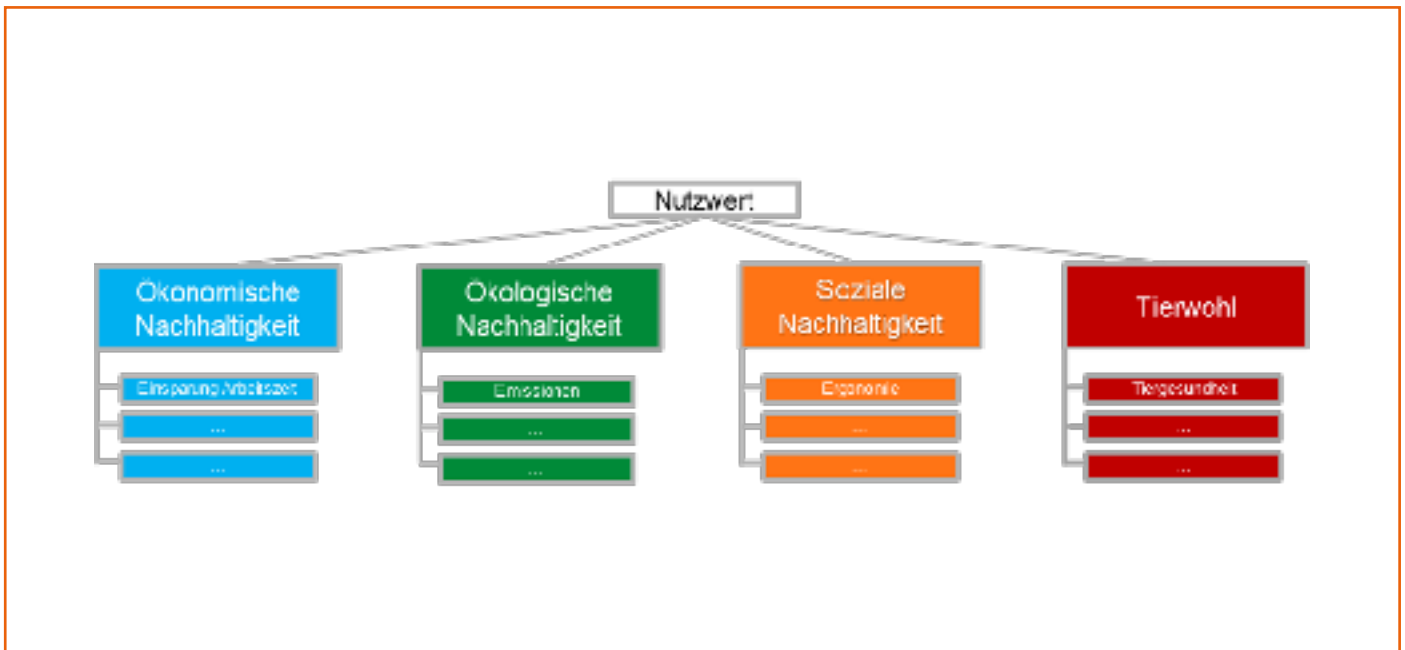 Nutzwert
Ökonomische
Nachhaltigkeit
Einsparung Arbeitszeit
...
...
Ökologische
Nachhaltigkeit
Emissionen
...
...
Soziale
Nachhaltigkeit
Ergonomie
...
...
Tierwohl
Tiergesundheit
...
...